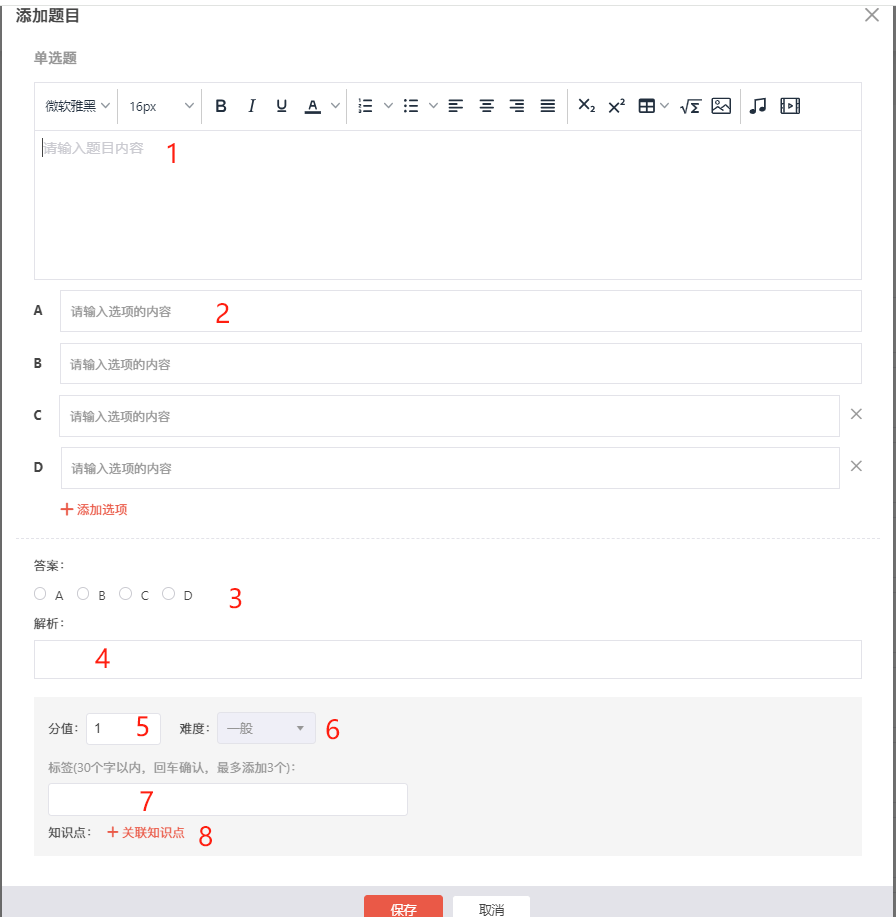 添加题目
单选题
微软雅黑 16px B I U A X₂ X²
请输入题目内容 1
A 请输入选项的内容 2
B 请输入选项的内容
C 请输入选项的内容
D 请输入选项的内容
添加选项
答案：
A B C D 3
解析：
4
分值： 1 5 难度： 一般 6
标签(30个字以内，回车确认，最多添加3个)：
7
知识点： 关联知识点 8
保存 取消